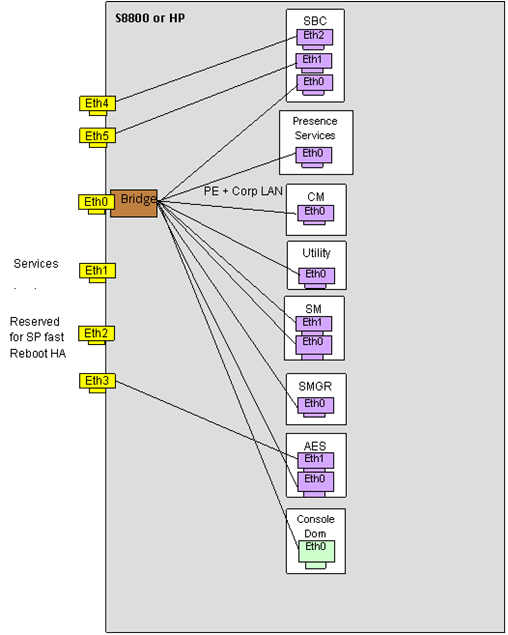 S8800 or HP
SBC
Eth2
Eth1
Eth0
Eth4
Eth5
Presence
Services
Eth0
PE + Corp LAN
Eth0
Bridge
CM
Eth0
Utility
Eth0
Services
. .
Eth1
SM
Eth1
Eth0
Reserved
for SP fast
Reboot HA
Eth2
Eth3
SMGR
Eth0
AES
Eth1
Eth0
Console
Dom
Eth0